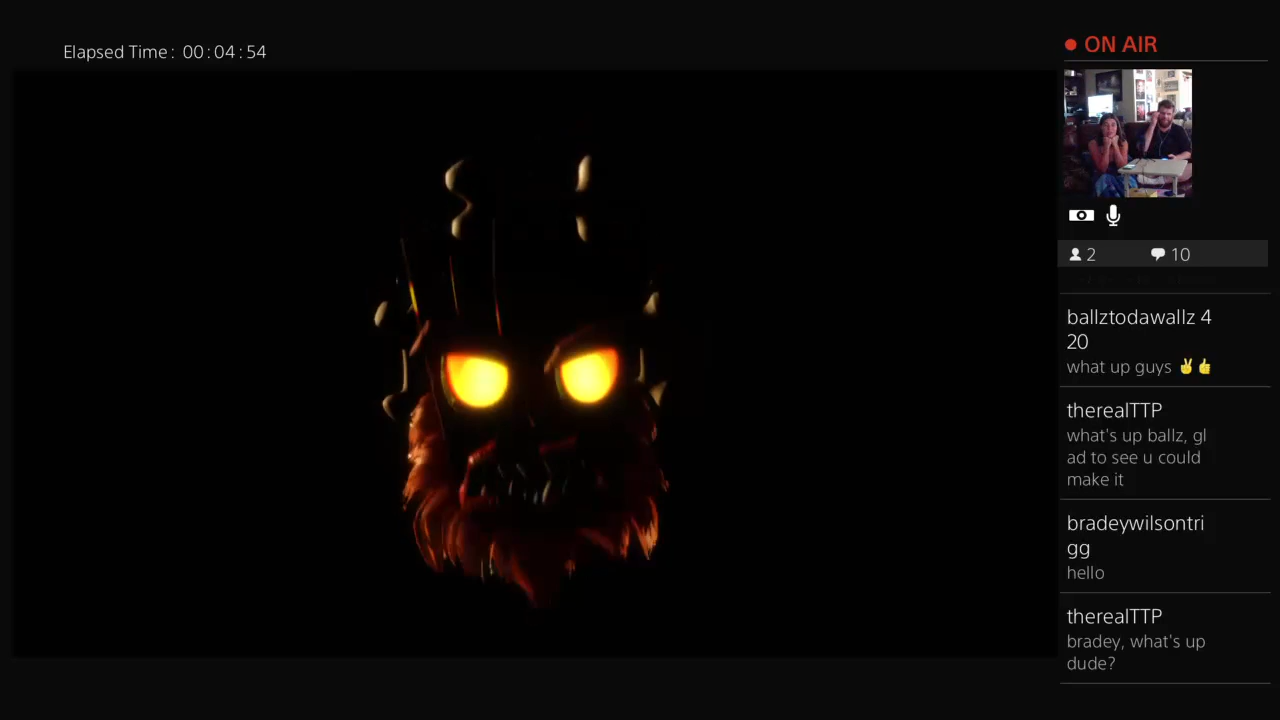 Elapsed Time: 00:04:54
ON AIR
2
10
ballztodawallz 4
20
what up guys ✌👍
therealTTP
what's up ballz, gl
ad to see u could
make it
bradeywilsontri
gg
hello
therealTTP
bradey, what's up
dude?